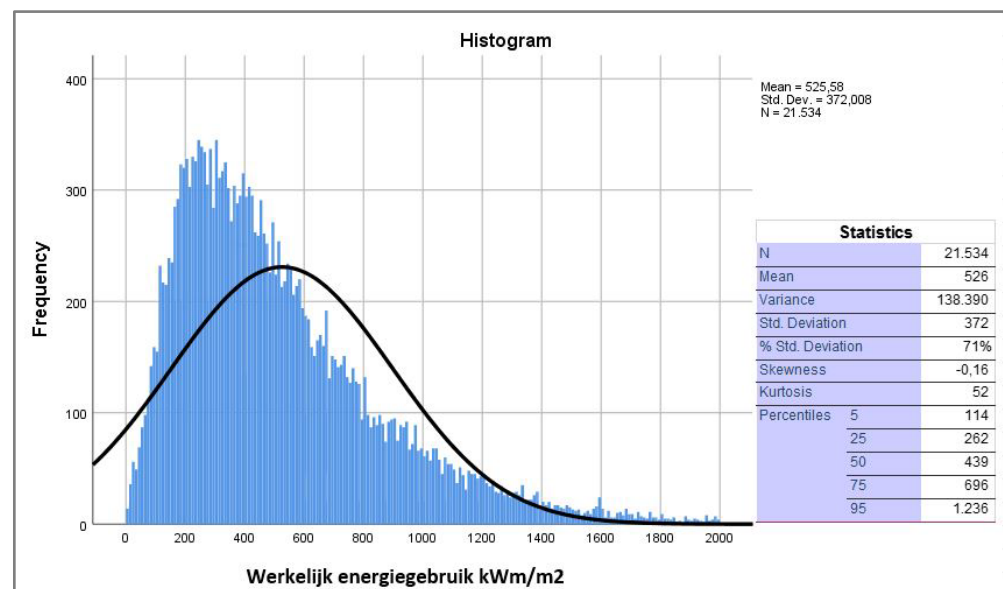 Histogram
Mean = 525,58
Std. Dev. = 372,008
N = 21.534
400
300
200
100
0
Frequency
0 200 400 600 800 1000 1200 1400 1600 1800 2000
Werkelijk energiegebruik kWm/m2
Statistics
N 21.534
Mean 526
Variance 138.390
Std. Deviation 372
% Std. Deviation 71%
Skewness -0,16
Kurtosis 52
Percentiles 5 114
25 262
50 439
75 696
95 1.236